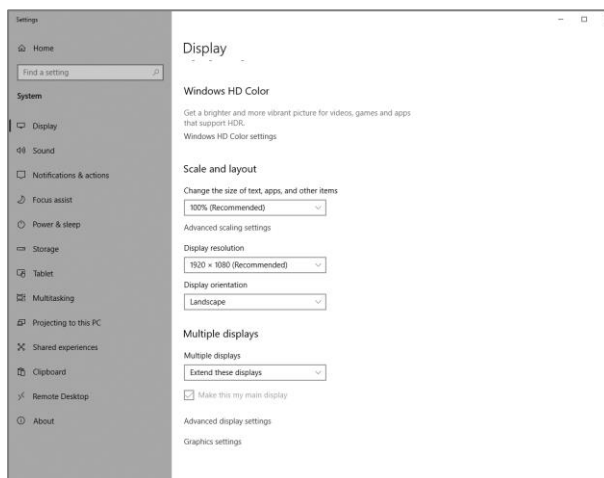 Settings
Home
Find a setting
System
Display
Sound
Notifications & actions
Focus assist
Power & sleep
Storage
Tablet
Multitasking
Projecting to this PC
Shared experiences
Clipboard
Remote Desktop
About
Display
Windows HD Color
Get a brighter and more vibrant picture for videos, games and apps
that support HDR.
Windows HD Color settings
Scale and layout
Change the size of text, apps, and other items
100% (Recommended)
Advanced scaling settings
Display resolution
1920 × 1080 (Recommended)
Display orientation
Landscape
Multiple displays
Multiple displays
Extend these displays
Make this my main display
Advanced display settings
Graphics settings